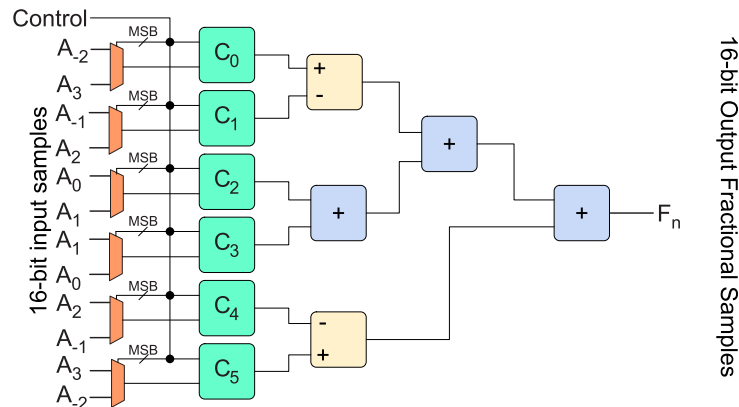 Control
MSB
A-2
A3
C0
+
-
MSB
A-1
A2
C1
+
MSB
A0
A1
C2
+
+
Fn
MSB
A1
A0
C3
MSB
A2
A-1
C4
-
+
MSB
A3
A-2
C5
16-bit input samples
16-bit Output Fractional Samples